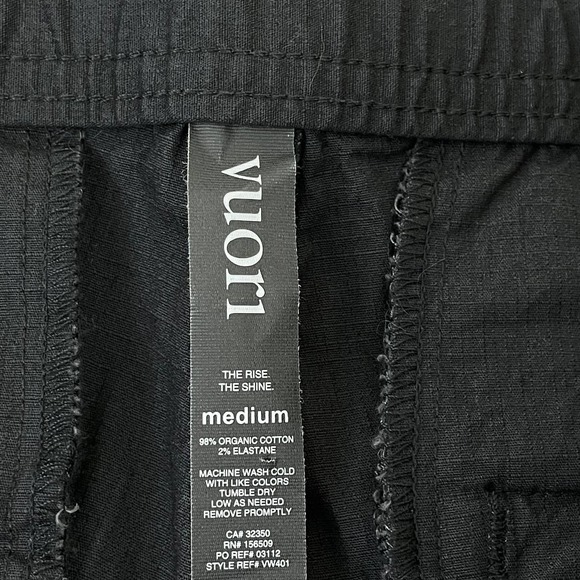 vuori
THE RISE.
THE SHINE.
medium
98% ORGANIC COTTON
2% ELASTANE
MACHINE WASH COLD
WITH LIKE COLORS
TUMBLE DRY
LOW AS NEEDED
REMOVE PROMPTLY
CA# 32350
RN# 156509
PO REF# 03112
STYLE REF# VW401